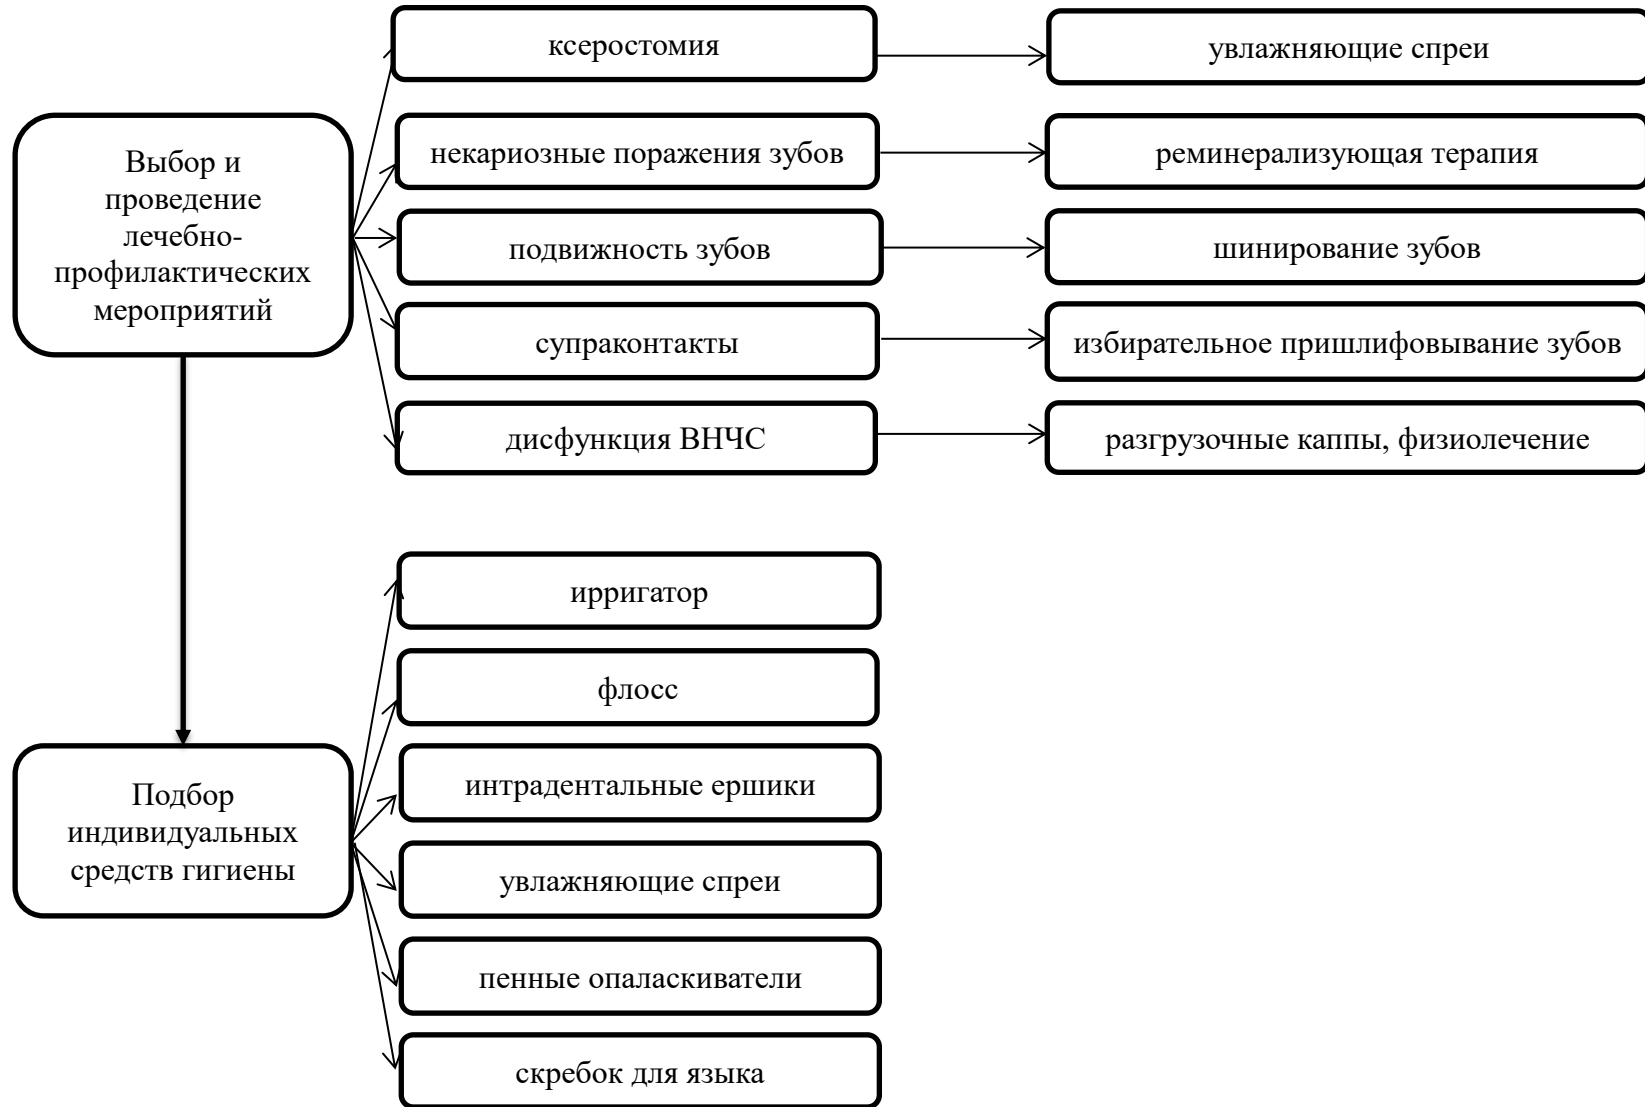 ксеростомия
увлажняющие спреи
Выбор и
проведение
лечебно-
профилактических
мероприятий
некариозные поражения зубов
реминерализующая терапия
подвижность зубов
шинирование зубов
супраконтакты
избирательное пришлифовывание зубов
дисфункция ВНЧС
разгрузочные каппы, физиолечение
Подбор
индивидуальных
средств гигиены
ирригатор
флосс
интрадентальные ершики
увлажняющие спреи
пенные опаласкиватели
скребок для языка